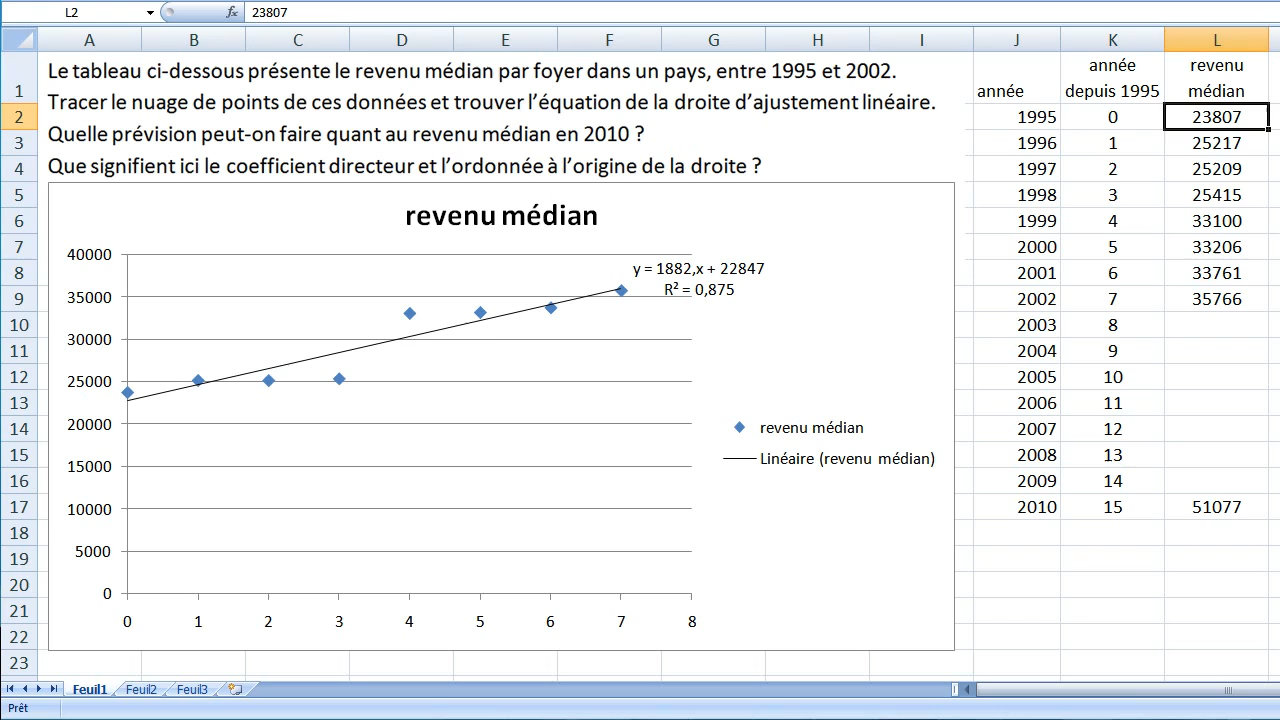 L2
fx
23807
A B C D E F G H I J K L
1 année année depuis 1995 revenu médian
Le tableau ci-dessous présente le revenu médian par foyer dans un pays, entre 1995 et 2002.
Tracer le nuage de points de ces données et trouver l’équation de la droite d’ajustement linéaire.
Quelle prévision peut-on faire quant au revenu médian en 2010 ?
Que signifient ici le coefficient directeur et l’ordonnée à l’origine de la droite ?
revenu médian
40000
35000
30000
25000
20000
15000
10000
5000
0
0 1 2 3 4 5 6 7 8
y = 1882,x + 22847
R² = 0,875
revenu médian
Linéaire (revenu médian)
2 1995 0 23807
3 1996 1 25217
4 1997 2 25209
5 1998 3 25415
6 1999 4 33100
7 2000 5 33206
8 2001 6 33761
9 2002 7 35766
10 2003 8
11 2004 9
12 2005 10
13 2006 11
14 2007 12
15 2008 13
16 2009 14
17 2010 15 51077
18
19
20
21
22
23
Feuil1 Feuil2 Feuil3
Prêt